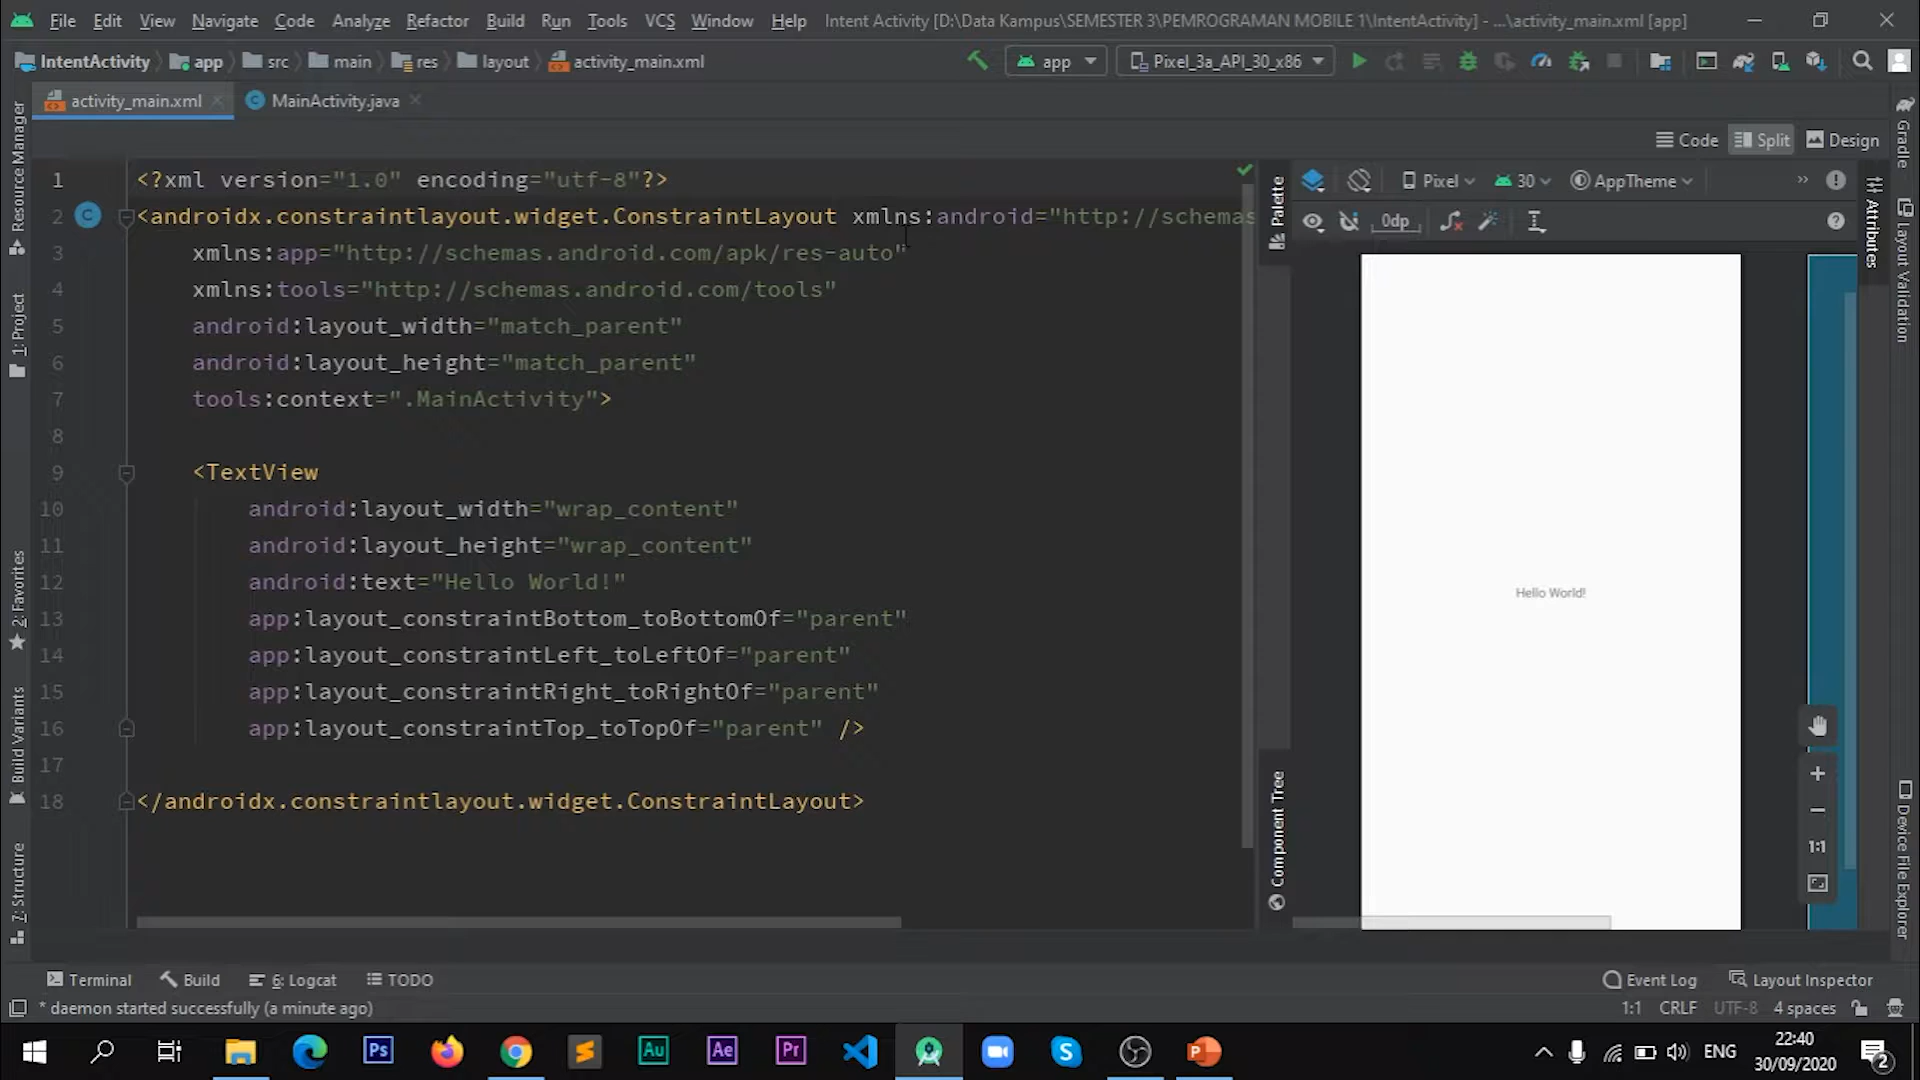 File Edit View Navigate Code Analyze Refactor Build Run Tools VCS Window Help Intent Activity [D:\Data Kampus\SEMESTER 3\PEMROGRAMAN MOBILE 1\IntentActivity] - ...\activity_main.xml [app]
IntentActivity app src main res layout activity_main.xml app Pixel_3a_API_30_x86
activity_main.xml MainActivity.java
Code Split Design
Resource Manager
1: Project
2: Favorites
Build Variants
7: Structure
1 <?xml version="1.0" encoding="utf-8"?>
2 <androidx.constraintlayout.widget.ConstraintLayout xmlns:android="http://schemas
3 xmlns:app="http://schemas.android.com/apk/res-auto"
4 xmlns:tools="http://schemas.android.com/tools"
5 android:layout_width="match_parent"
6 android:layout_height="match_parent"
7 tools:context=".MainActivity">
8
9 <TextView
10 android:layout_width="wrap_content"
11 android:layout_height="wrap_content"
12 android:text="Hello World!"
13 app:layout_constraintBottom_toBottomOf="parent"
14 app:layout_constraintLeft_toLeftOf="parent"
15 app:layout_constraintRight_toRightOf="parent"
16 app:layout_constraintTop_toTopOf="parent" />
17
18 </androidx.constraintlayout.widget.ConstraintLayout>
Palette
Component Tree
Pixel 30 AppTheme
0dp
Hello World!
1:1
Attributes
Gradle
Layout Validation
Device File Explorer
Terminal Build 6: Logcat TODO Event Log Layout Inspector
* daemon started successfully (a minute ago) 1:1 CRLF UTF-8 4 spaces
Ps Au Ae Pr S P ENG 22:40
30/09/2020 2